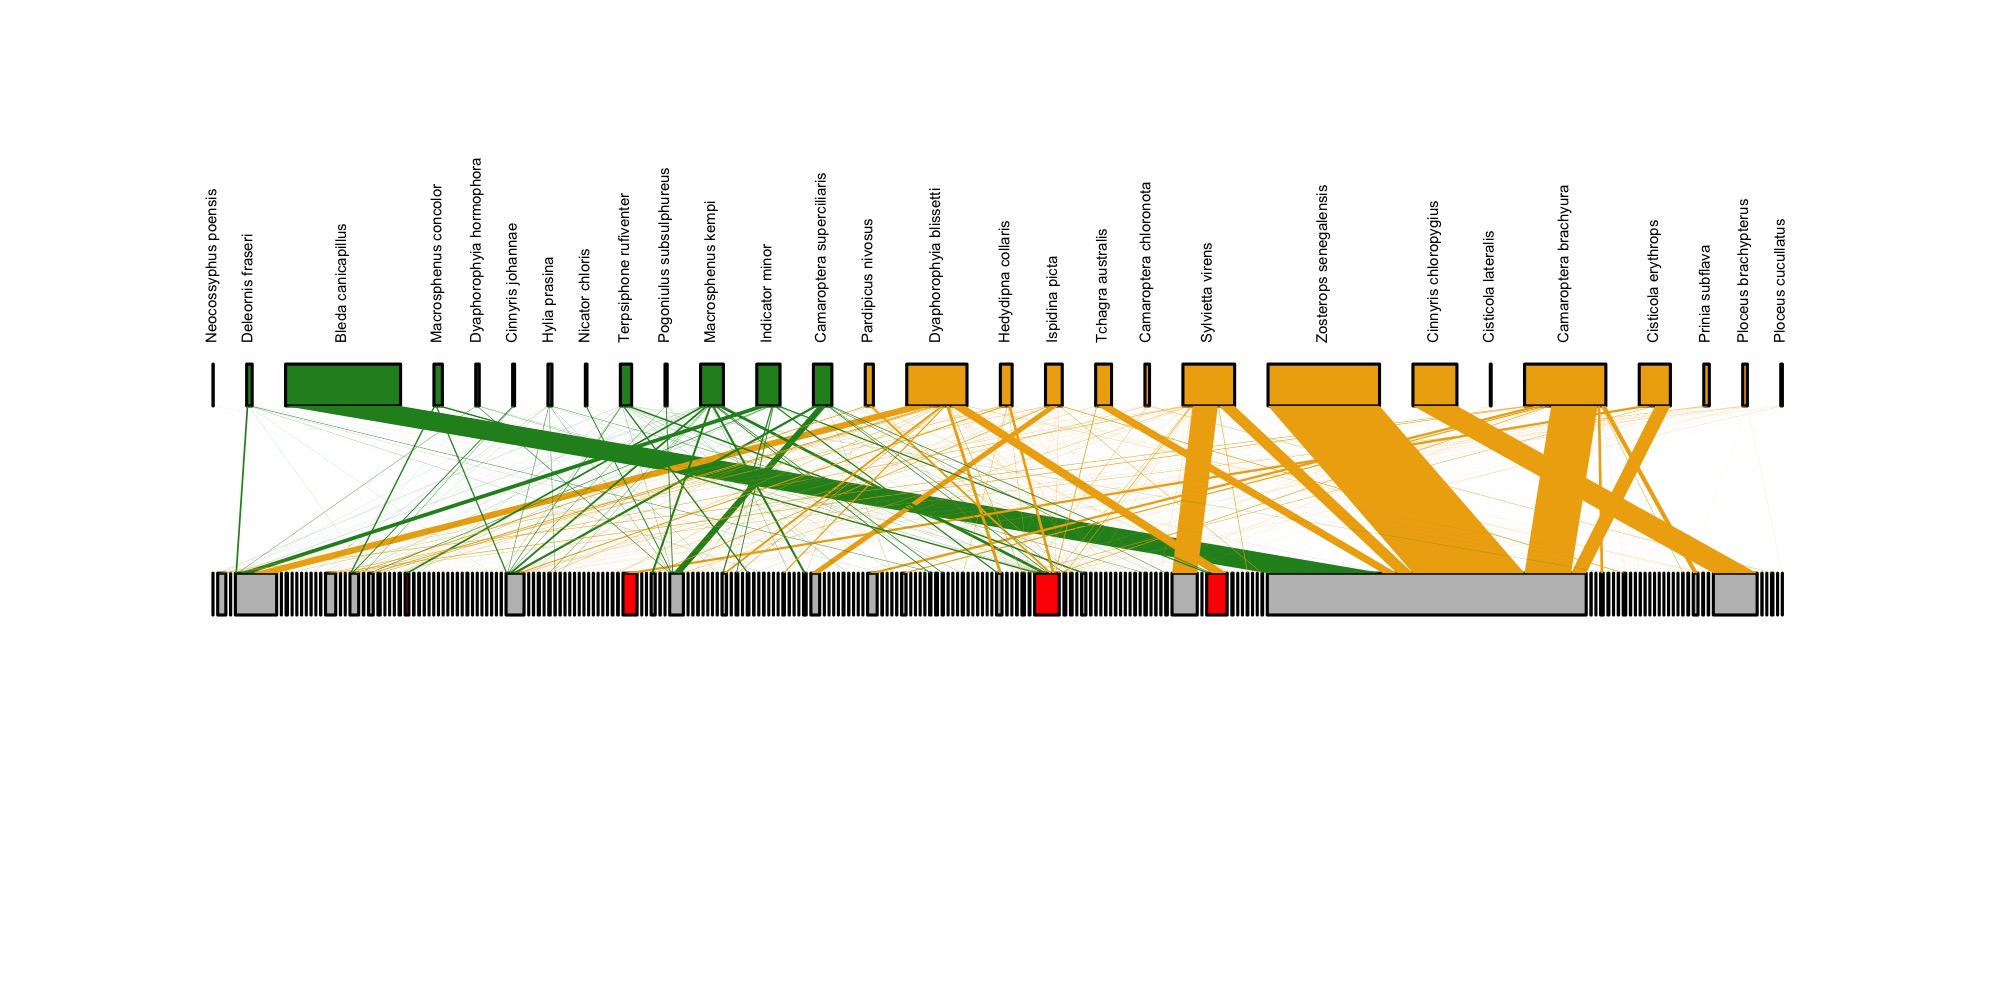 Neocossyphus poensis
Deleornis fraseri
Bleda canicapillus
Macrosphenus concolor
Dyaphorophyia hormophora
Cinnyris johannae
Hylia prasina
Nicator chloris
Terpsiphone rufiventer
Pogoniulus subsulphureus
Macrosphenus kempi
Indicator minor
Camaroptera superciliaris
Pardipicus nivosus
Dyaphorophyia blissetti
Hedydipna collaris
Ispidina picta
Tchagra australis
Camaroptera chloronota
Sylvietta virens
Zosterops senegalensis
Cinnyris chloropygius
Cisticola lateralis
Camaroptera brachyura
Cisticola erythrops
Prinia subflava
Ploceus brachypterus
Ploceus cucullatus